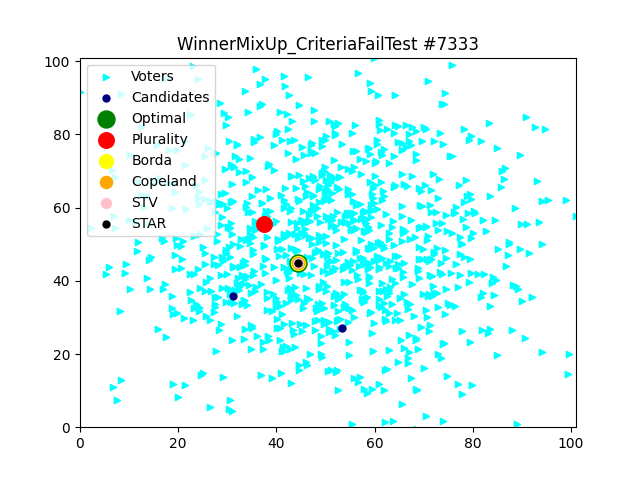 WinnerMixUp_CriteriaFailTest #7333
100
80
60
40
20
0
Voters
Candidates
Optimal
Plurality
Borda
Copeland
STV
STAR
0 20 40 60 80 100